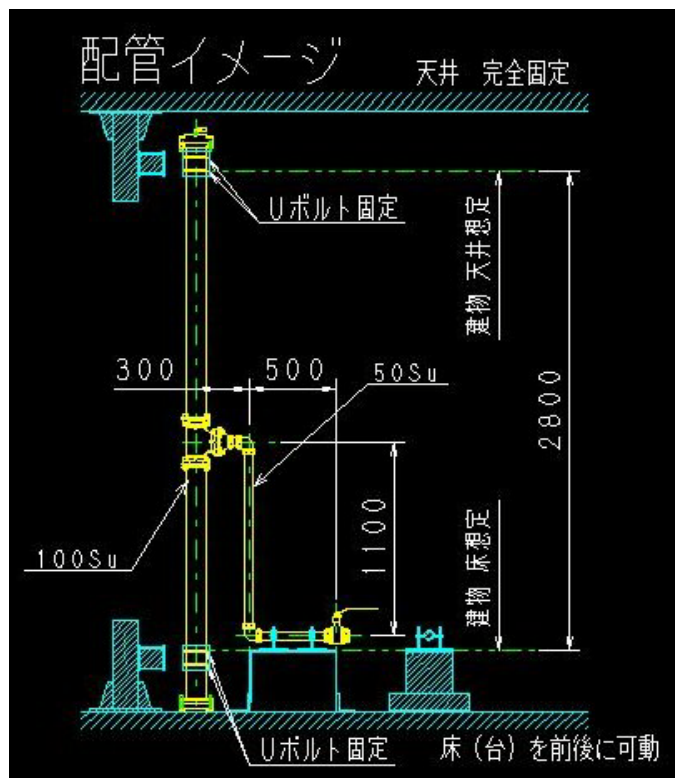 配管イメージ
天井 完全固定
Uボルト固定
建物 天井想定
300
500
50Su
2800
1100
100Su
建物 床想定
Uボルト固定
床（台）を前後に可動